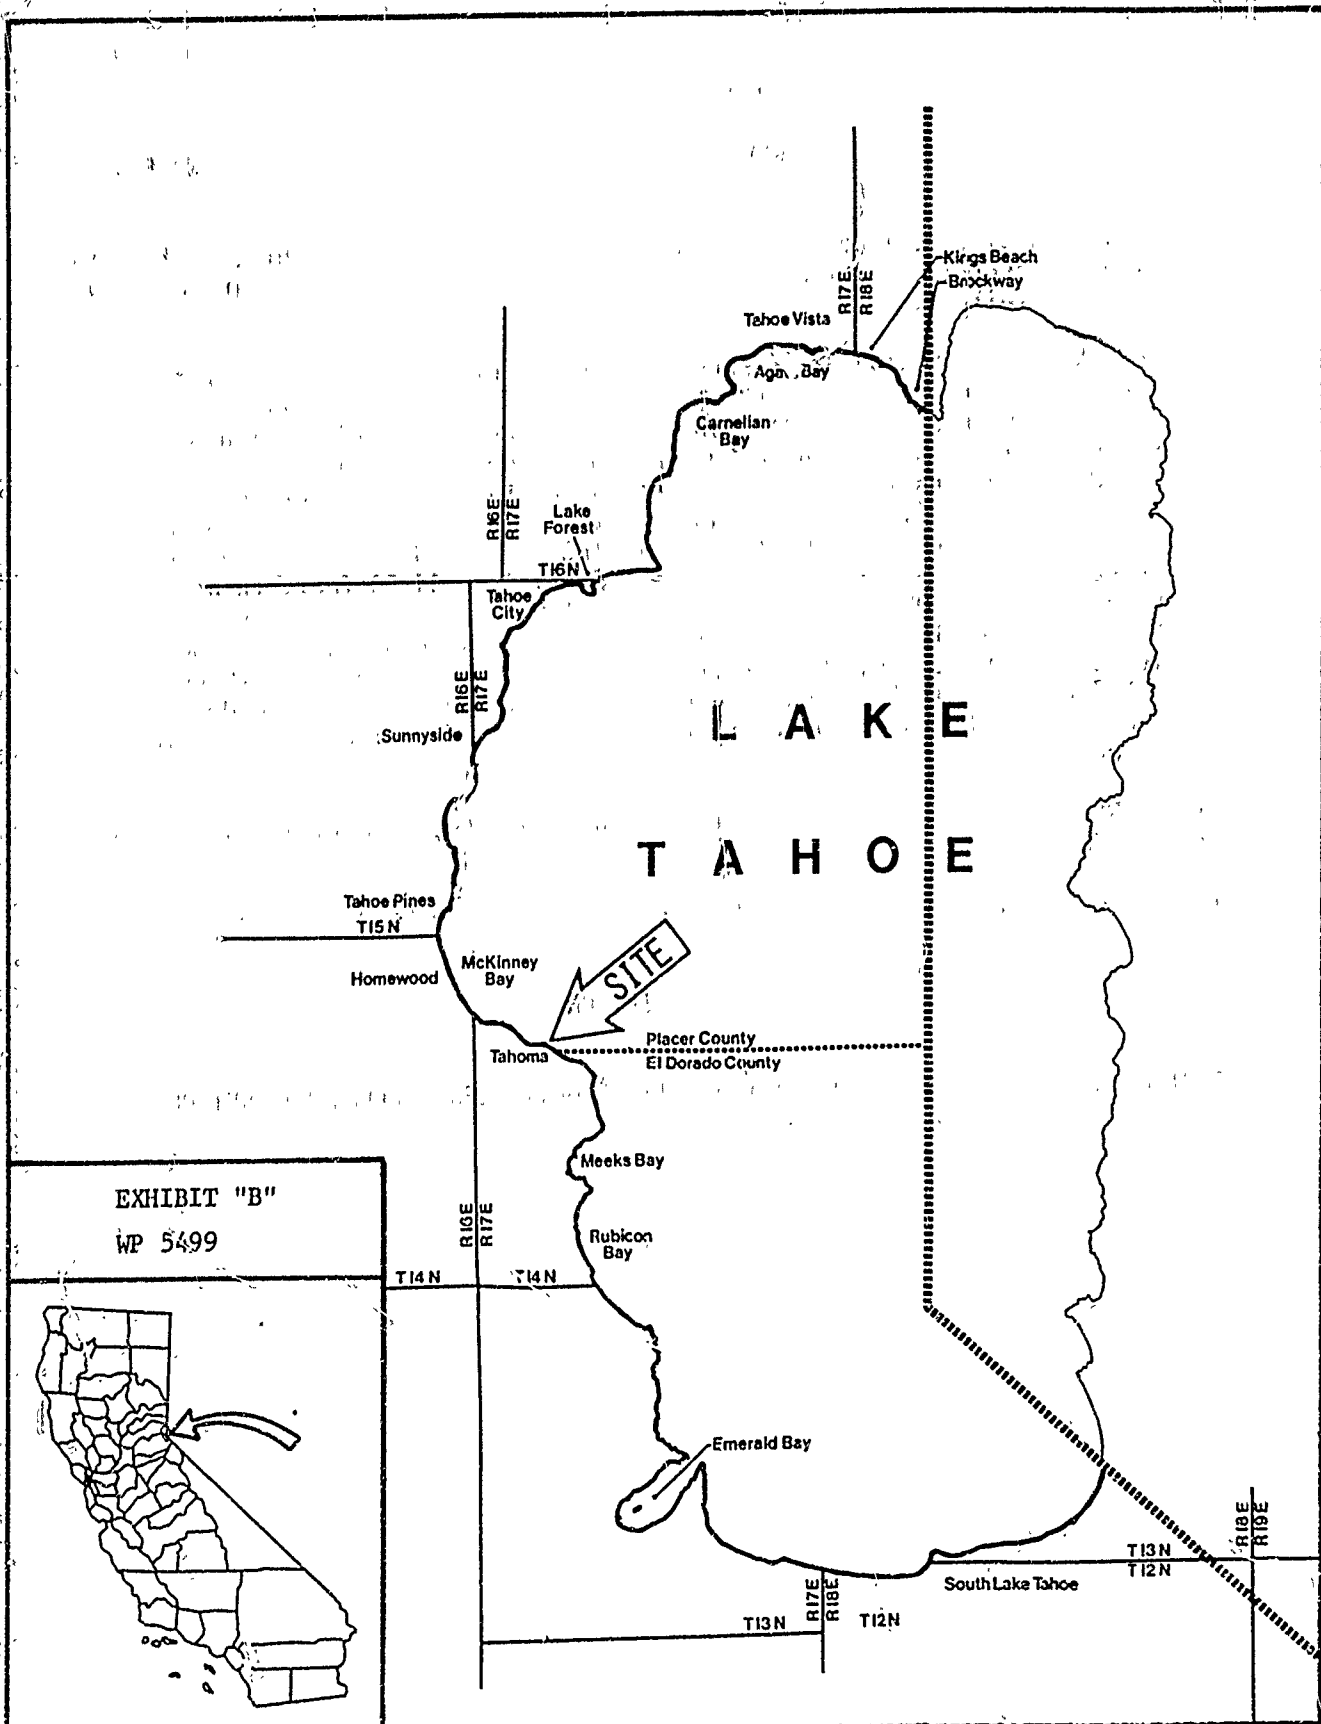 Kings Beach
Brockway
R17E
R18E
Tahoe Vista
Bay
Carnelian
Bay
R16E
R17E
Lake
Forest
T16N
Tahoe
City
R16E
R17E
Sunnyside
LAKE
TAHOE
Tahoe Pines
T15N
McKinney
Bay
Homewood
SITE
Placer County
El Dorado County
Tahoma
Meeks Bay
EXHIBIT "B"
WP 5499
R16E
R17E
Rubicon
Bay
T14N
T14N
Emerald Bay
R18E
R19E
T13N
T12N
South Lake Tahoe
R17E
R18E
T13N
T12N